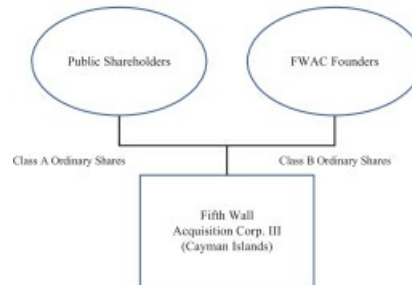 Public Shareholders
FWAC Founders
Class A Ordinary Shares
Class B Ordinary Shares
Fifth Wall
Acquisition Corp. III
(Cayman Islands)